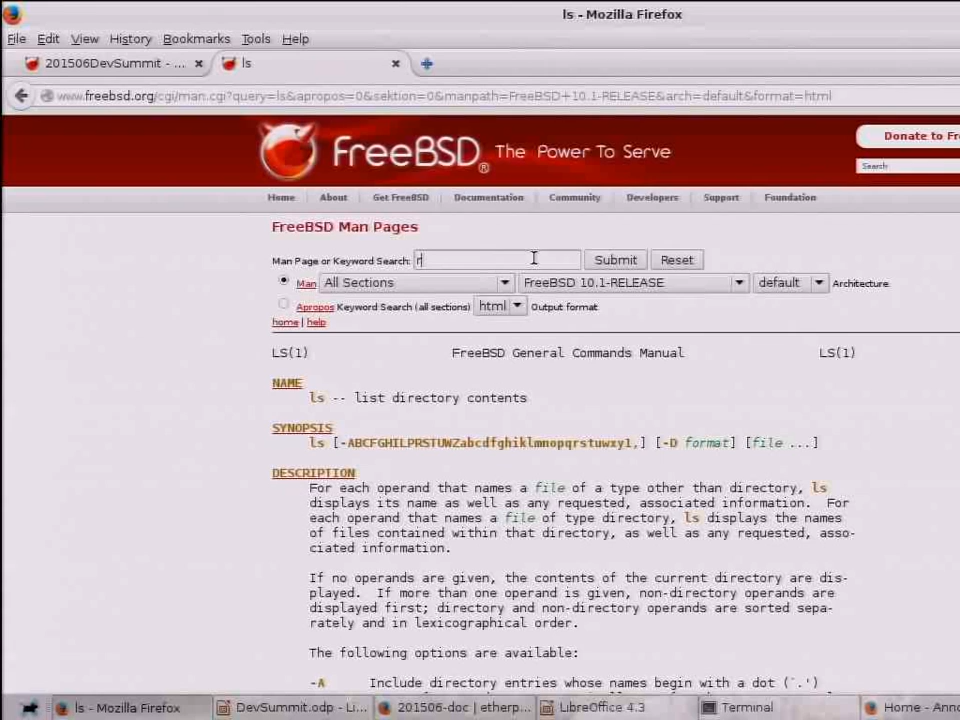 ls - Mozilla Firefox
File Edit View History Bookmarks Tools Help
201506DevSummit - ... ls
www.freebsd.org/cgi/man.cgi?query=ls&apropos=0&sektion=0&manpath=FreeBSD+10.1-RELEASE&arch=default&format=html
FreeBSD® The Power To Serve
Donate to Fre
Search
Home About Get FreeBSD Documentation Community Developers Support Foundation
FreeBSD Man Pages
Man Page or Keyword Search: r Submit Reset
Man All Sections FreeBSD 10.1-RELEASE default Architecture
Apropos Keyword Search (all sections) html Output format
home | help
LS(1) FreeBSD General Commands Manual LS(1)
NAME
ls -- list directory contents
SYNOPSIS
ls [-ABCFGHILPRSTUWZabcdfghiklmnopqrstuwxy1,] [-D format] [file ...]
DESCRIPTION
For each operand that names a file of a type other than directory, ls
displays its name as well as any requested, associated information. For
each operand that names a file of type directory, ls displays the names
of files contained within that directory, as well as any requested, asso-
ciated information.
If no operands are given, the contents of the current directory are dis-
played. If more than one operand is given, non-directory operands are
displayed first; directory and non-directory operands are sorted sepa-
rately and in lexicographical order.
The following options are available:
-A Include directory entries whose names begin with a dot (`.')
ls - Mozilla Firefox DevSummit.odp - Li... 201506-doc | etherp... LibreOffice 4.3 Terminal Home - Anno